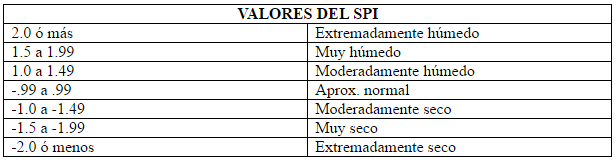 VALORES DEL SPI
2.0 ó más Extremadamente húmedo
1.5 a 1.99 Muy húmedo
1.0 a 1.49 Moderadamente húmedo
-.99 a .99 Aprox. normal
-1.0 a -1.49 Moderadamente seco
-1.5 a -1.99 Muy seco
-2.0 ó menos Extremadamente seco